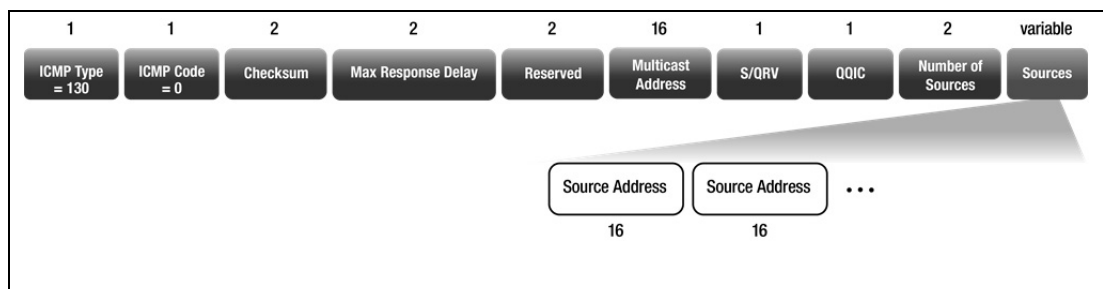 1 1 2 2 2 16 1 1 2 variable
ICMP Type = 130
ICMP Code = 0
Checksum
Max Response Delay
Reserved
Multicast Address
S/QRV
QQIC
Number of Sources
Sources
Source Address Source Address •••
16 16